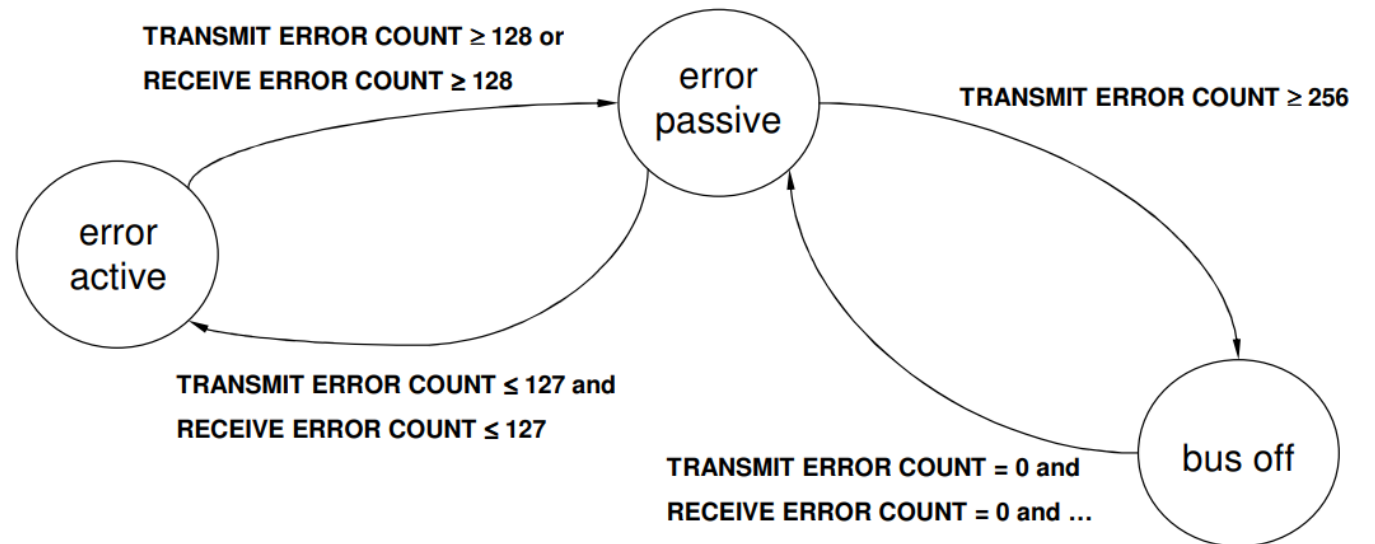 TRANSMIT ERROR COUNT ≥ 128 or
RECEIVE ERROR COUNT ≥ 128
error
passive
TRANSMIT ERROR COUNT ≥ 256
error
active
TRANSMIT ERROR COUNT ≤ 127 and
RECEIVE ERROR COUNT ≤ 127
bus off
TRANSMIT ERROR COUNT = 0 and
RECEIVE ERROR COUNT = 0 and …